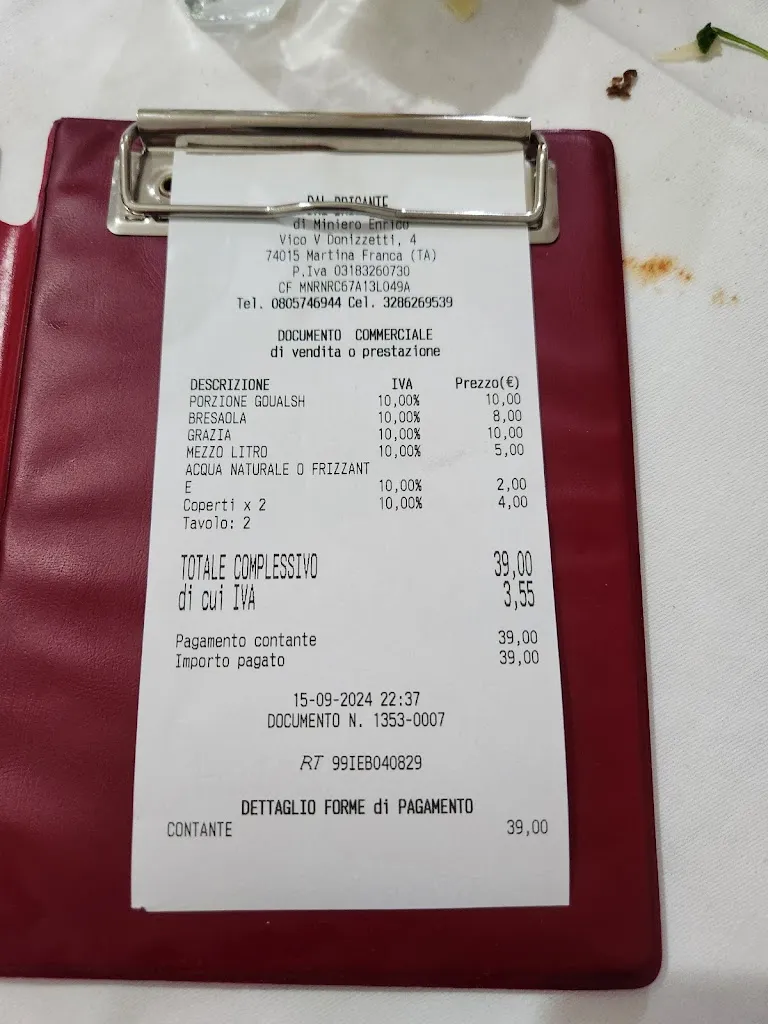 DAL BRIGANTE
di Miniero Enrico
Vico V Donizzetti, 4
74015 Martina Franca (TA)
P.Iva 03183260730
CF MNRNRC67A13L049A
Tel. 0805746944 Cel. 3286269539
DOCUMENTO COMMERCIALE
di vendita o prestazione
DESCRIZIONE IVA Prezzo(€)
PORZIONE GOUALSH 10,00% 10,00
BRESAOLA 10,00% 8,00
GRAZIA 10,00% 10,00
MEZZO LITRO 10,00% 5,00
ACQUA NATURALE O FRIZZANT
E 10,00% 2,00
Coperti x 2 10,00% 4,00
Tavolo: 2
TOTALE COMPLESSIVO 39,00
di cui IVA 3,55
Pagamento contante 39,00
Importo pagato 39,00
15-09-2024 22:37
DOCUMENTO N. 1353-0007
RT 99IEB040829
DETTAGLIO FORME di PAGAMENTO
CONTANTE 39,00